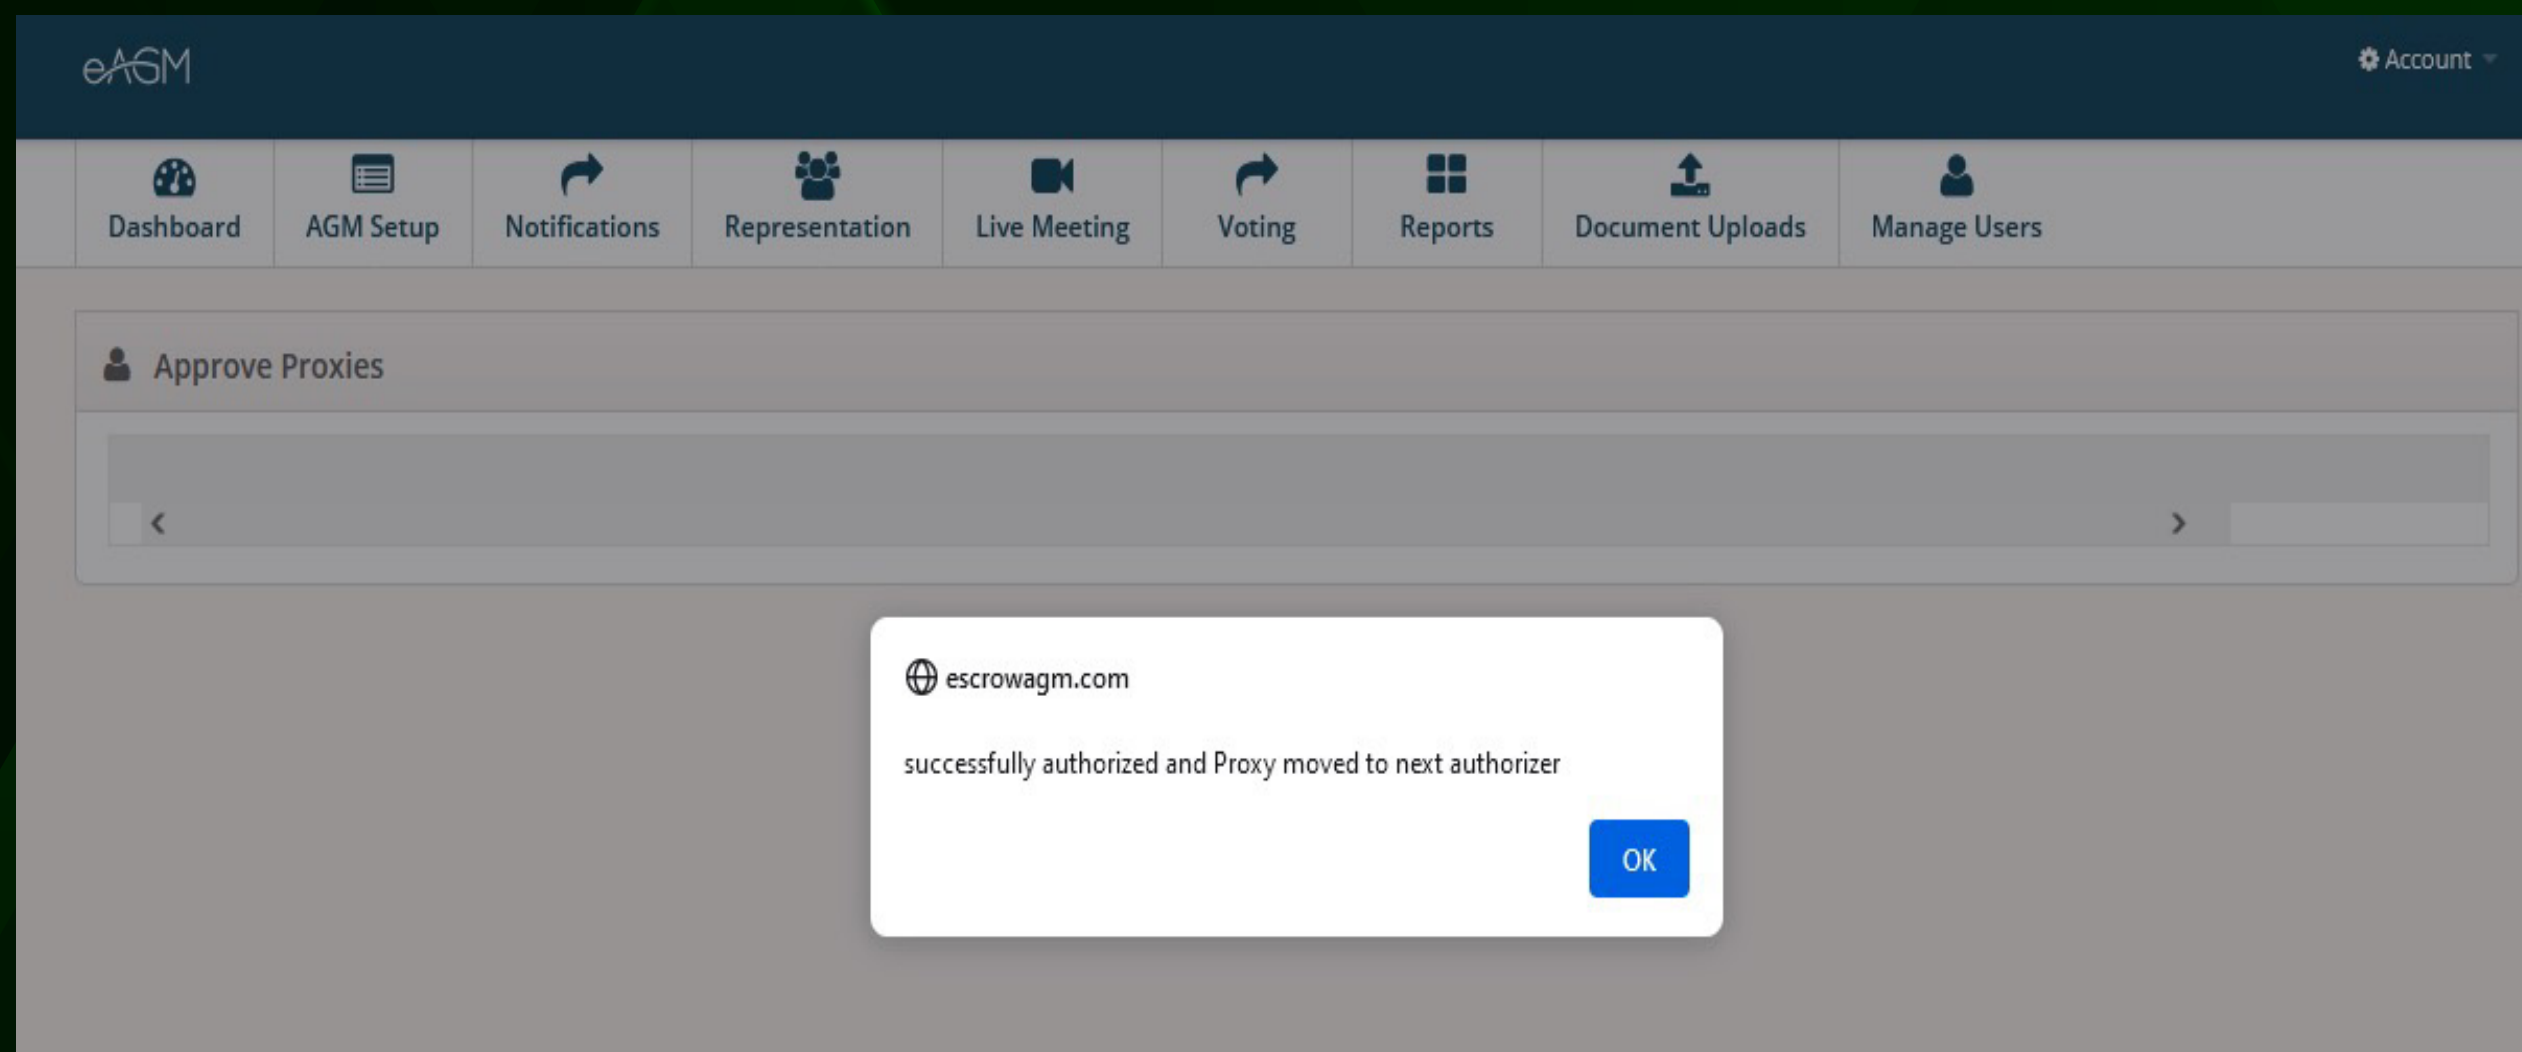 eAGM
Account
Dashboard
AGM Setup
Notifications
Representation
Live Meeting
Voting
Reports
Document Uploads
Manage Users
Approve Proxies
escrowagm.com
successfully authorized and Proxy moved to next authorizer
OK